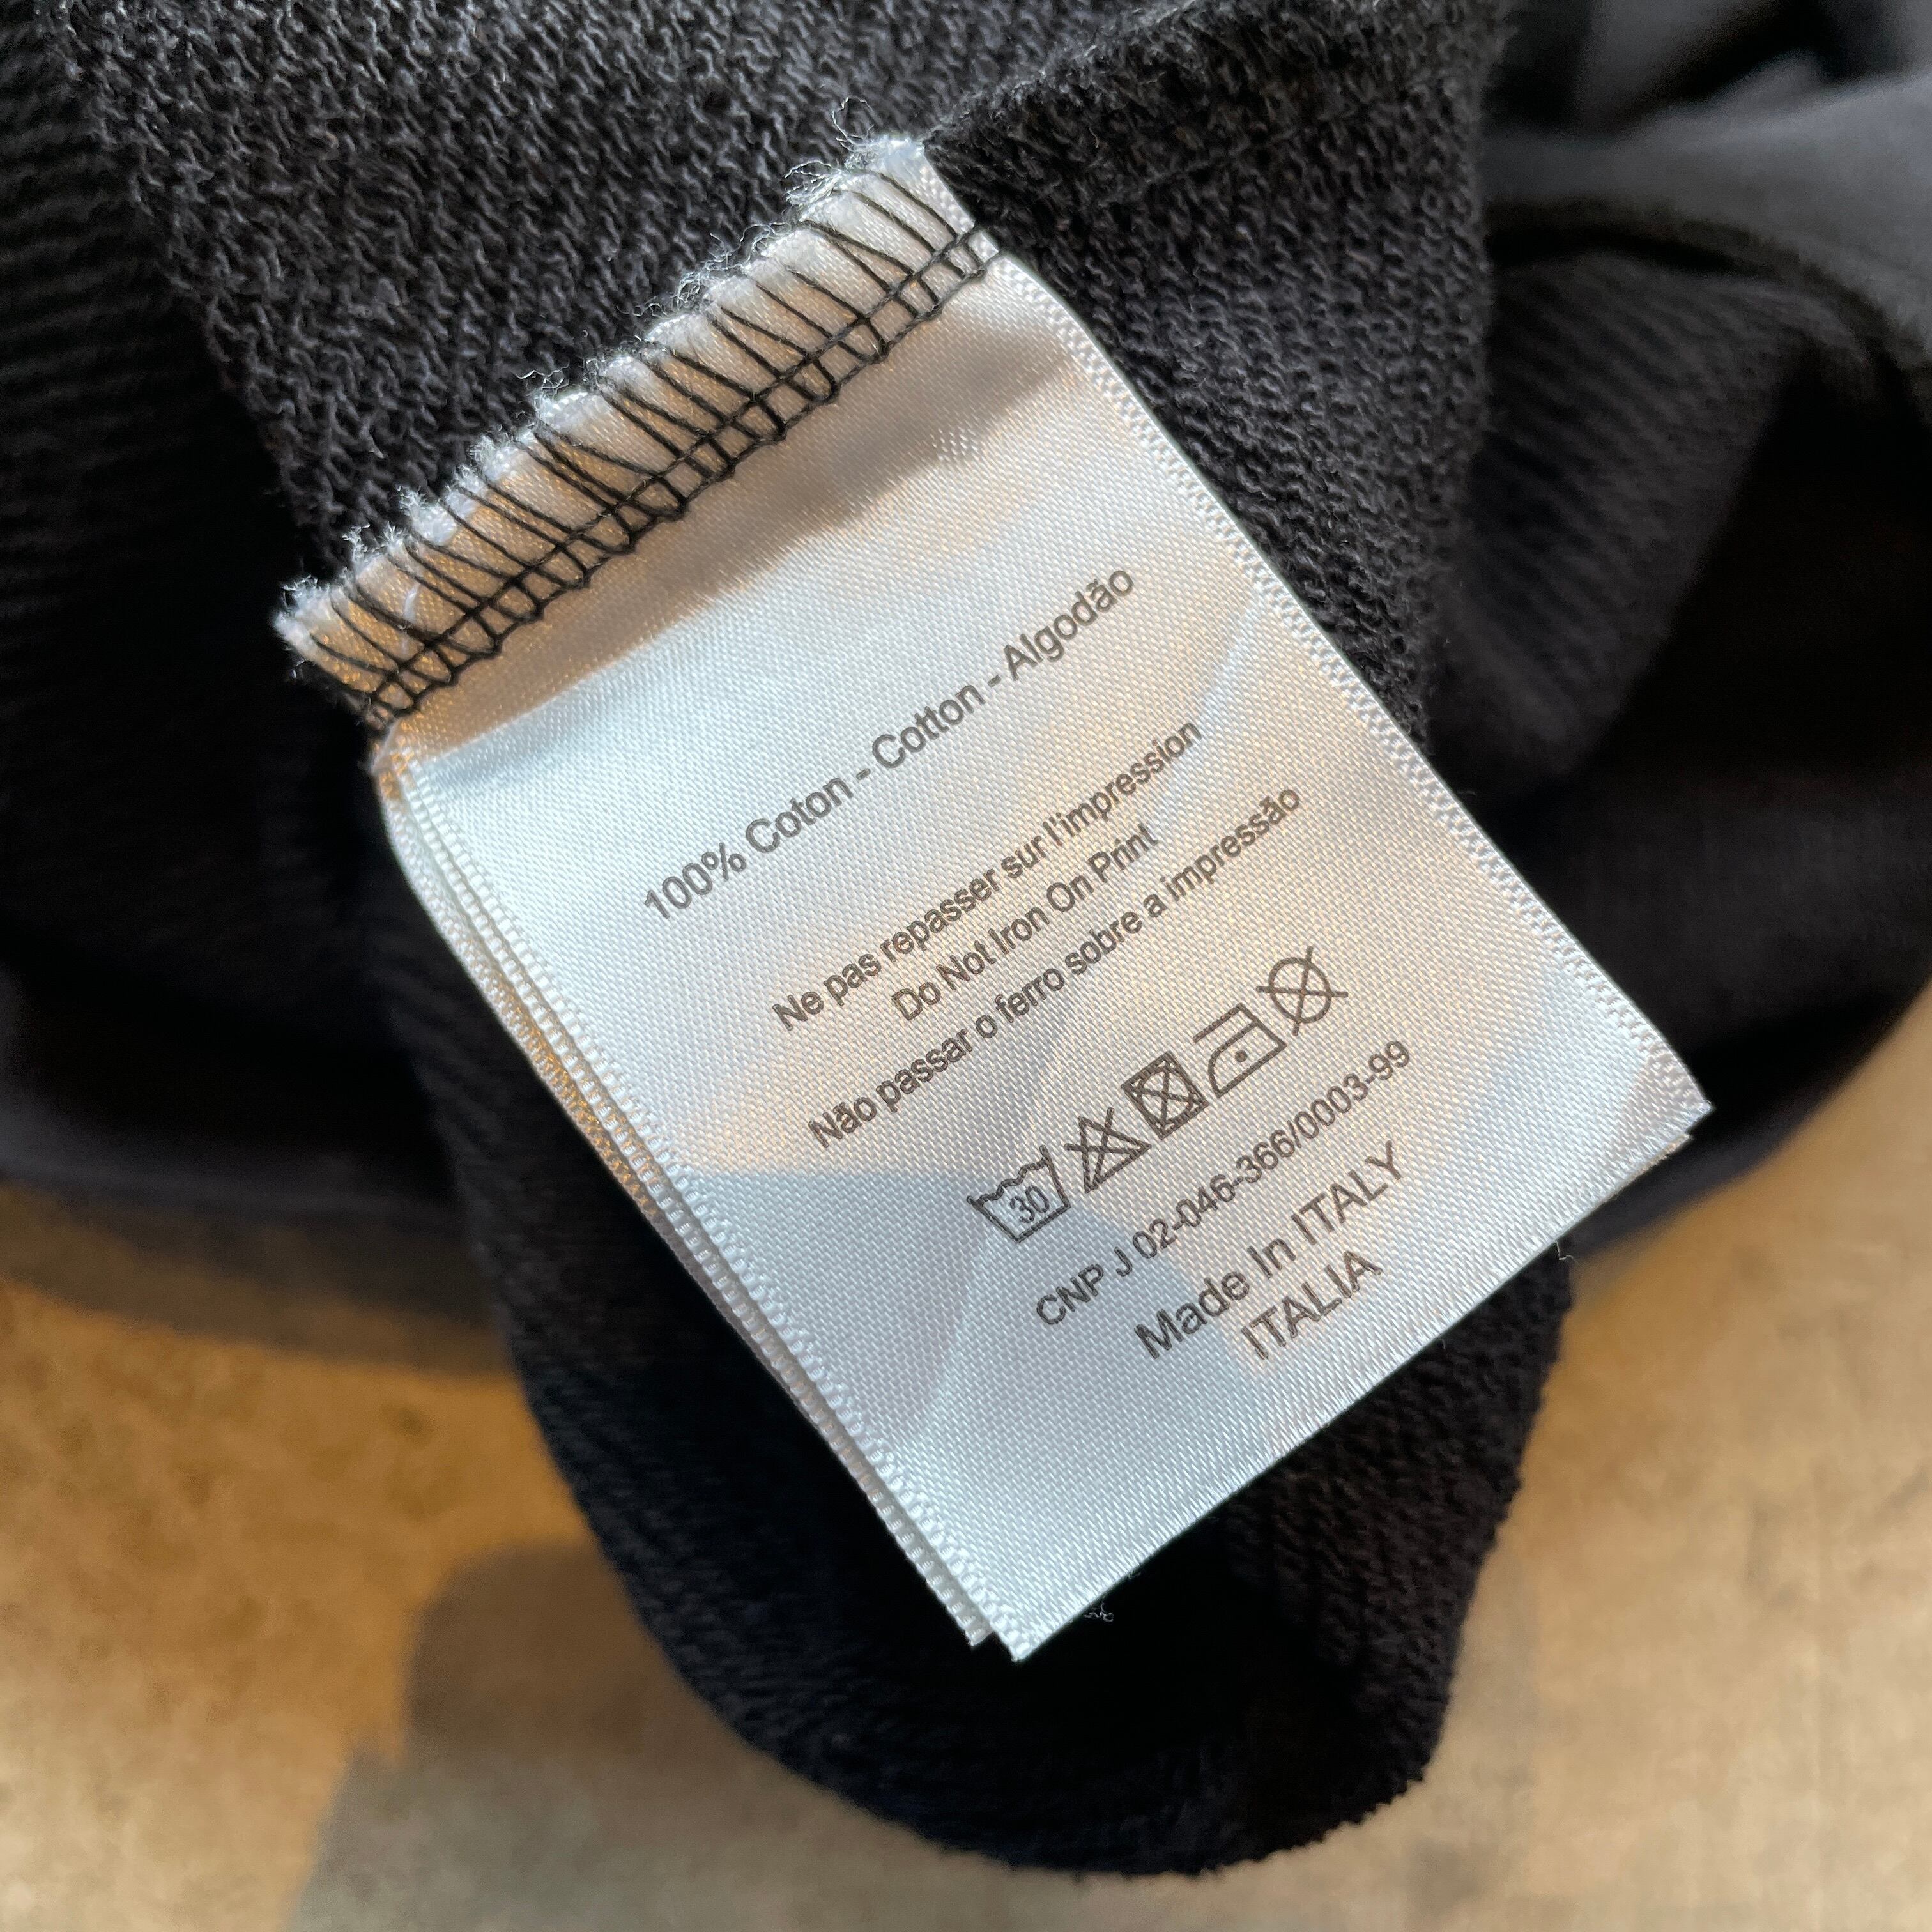 100% Coton - Cotton - Algodão
Ne pas repasser sur l'impression
Do Not Iron On Print
Não passar o ferro sobre a impressão
30
CNP J 02-046-366/0003-99
Made In ITALY
ITALIA